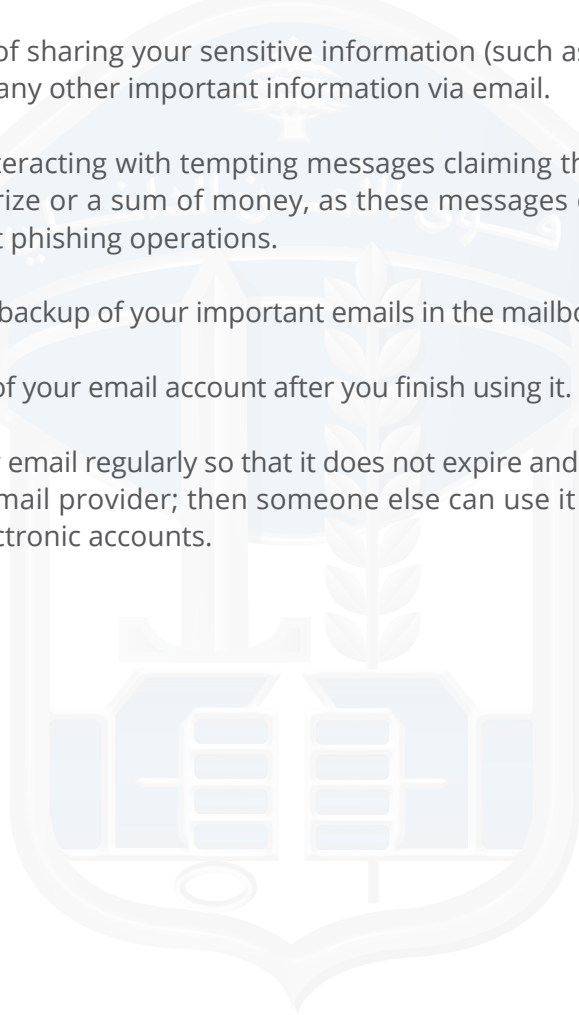 of sharing your sensitive information (such as
any other important information via email.
teracting with tempting messages claiming th
rize or a sum of money, as these messages
t phishing operations.
backup of your important emails in the mailbo
of your email account after you finish using it.
email regularly so that it does not expire and
mail provider; then someone else can use it
ctronic accounts.